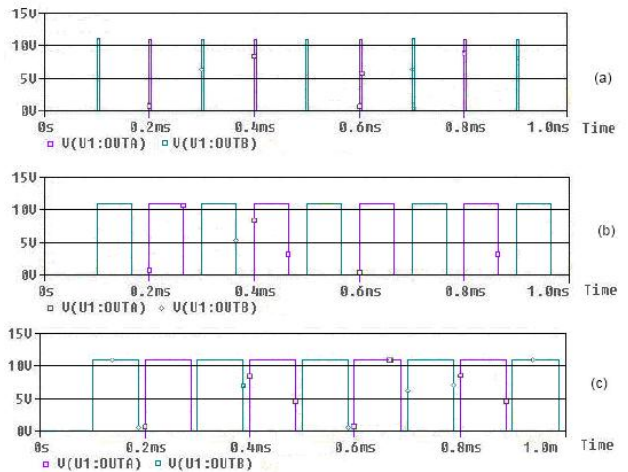 15V
10V
5V
0V
0s 0.2ms 0.4ms 0.6ms 0.8ms 1.0ms Time
V(U1:OUTA) V(U1:OUTB)
(a)
15V
10V
5V
0V
0s 0.2ms 0.4ms 0.6ms 0.8ms 1.0ms Time
V(U1:OUTA) V(U1:OUTB)
(b)
15V
10V
5V
0V
0s 0.2ms 0.4ms 0.6ms 0.8ms 1.0m Time
V(U1:OUTA) V(U1:OUTB)
(c)